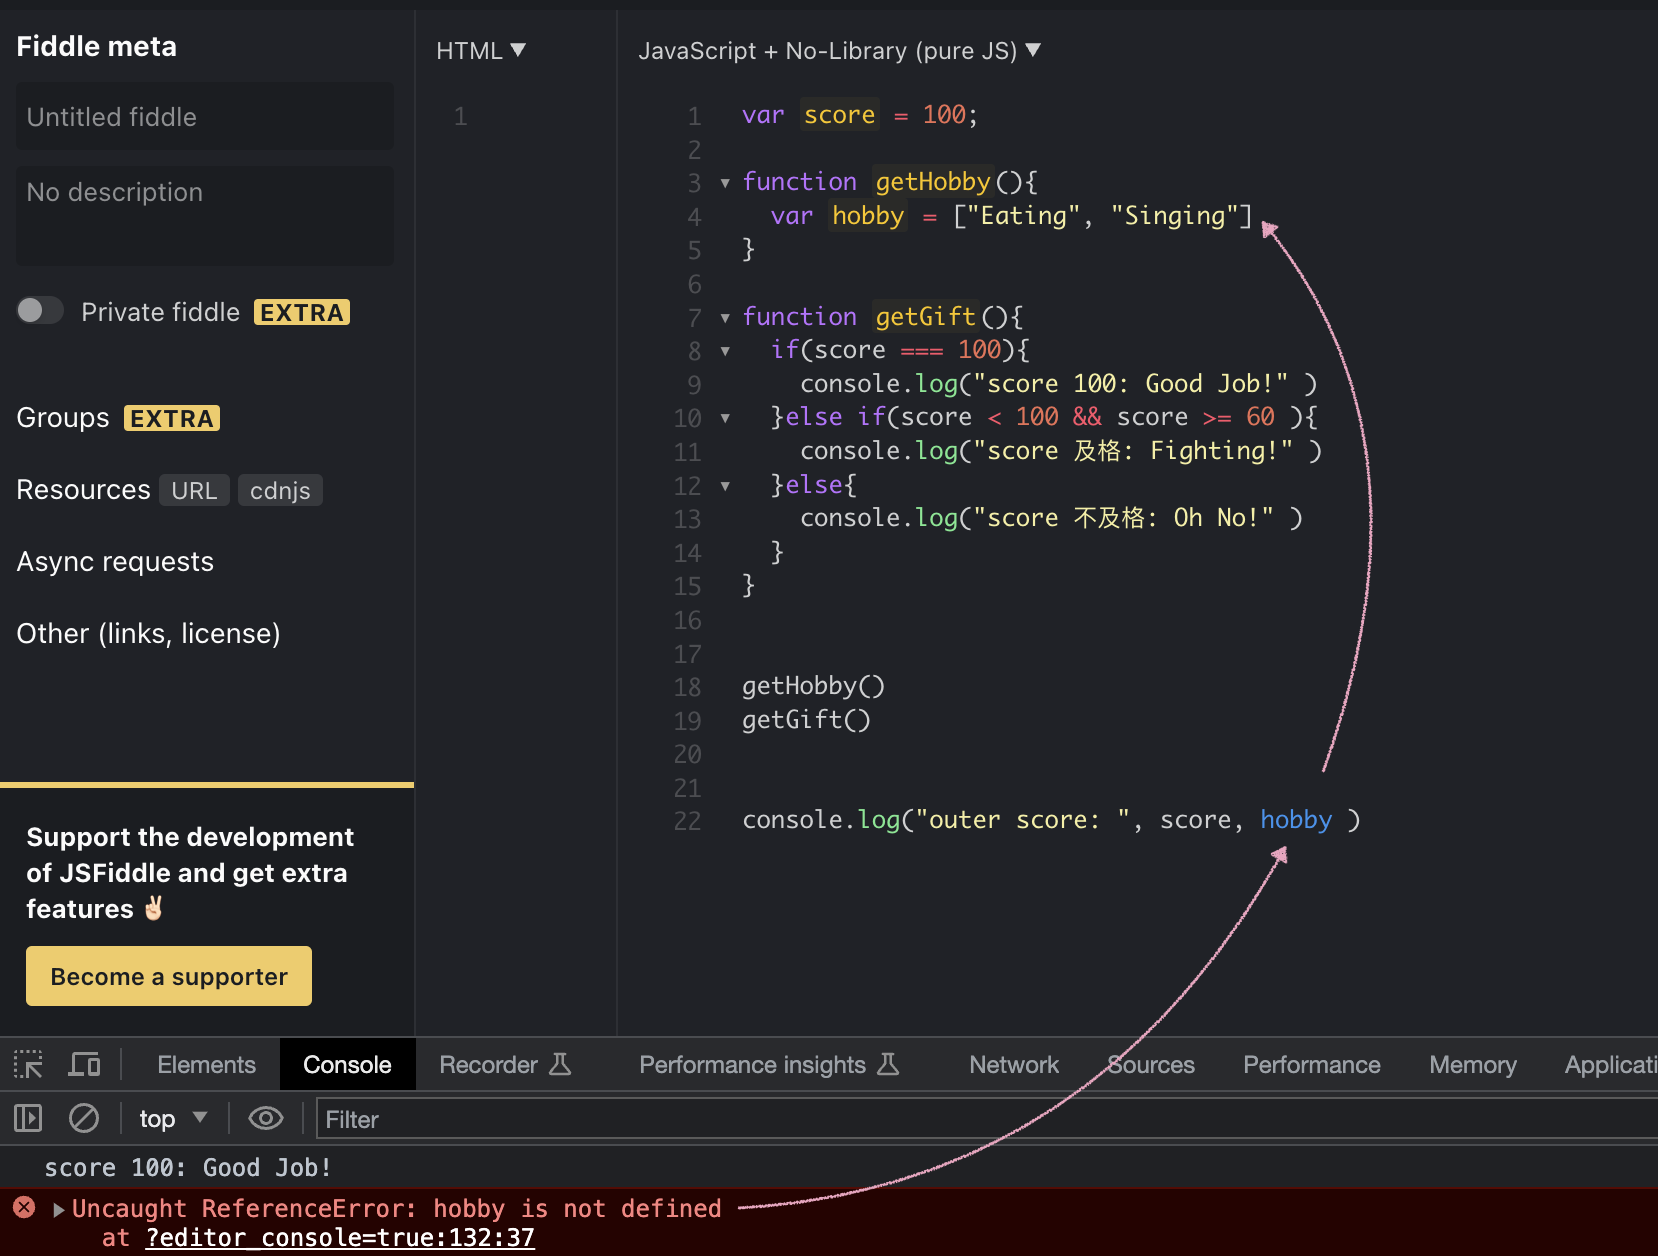 Fiddle meta
Untitled fiddle
No description
Private fiddle EXTRA
Groups EXTRA
Resources URL cdnjs
Async requests
Other (links, license)
Support the development
of JSFiddle and get extra
features ✌🏻
Become a supporter
HTML ▼
1
JavaScript + No-Library (pure JS) ▼
1 var score = 100;
2
3 ▼ function getHobby(){
4 var hobby = ["Eating", "Singing"]
5 }
6
7 ▼ function getGift(){
8 ▼ if(score === 100){
9 console.log("score 100: Good Job!" )
10 ▼ }else if(score < 100 && score >= 60 ){
11 console.log("score 及格: Fighting!" )
12 ▼ }else{
13 console.log("score 不及格: Oh No!" )
14 }
15 }
16
17
18 getHobby()
19 getGift()
20
21
22 console.log("outer score: ", score, hobby )
Elements Console Recorder Performance insights Network Sources Performance Memory Applicati
top ▼ Filter
score 100: Good Job!
Uncaught ReferenceError: hobby is not defined
at ?editor_console=true:132:37